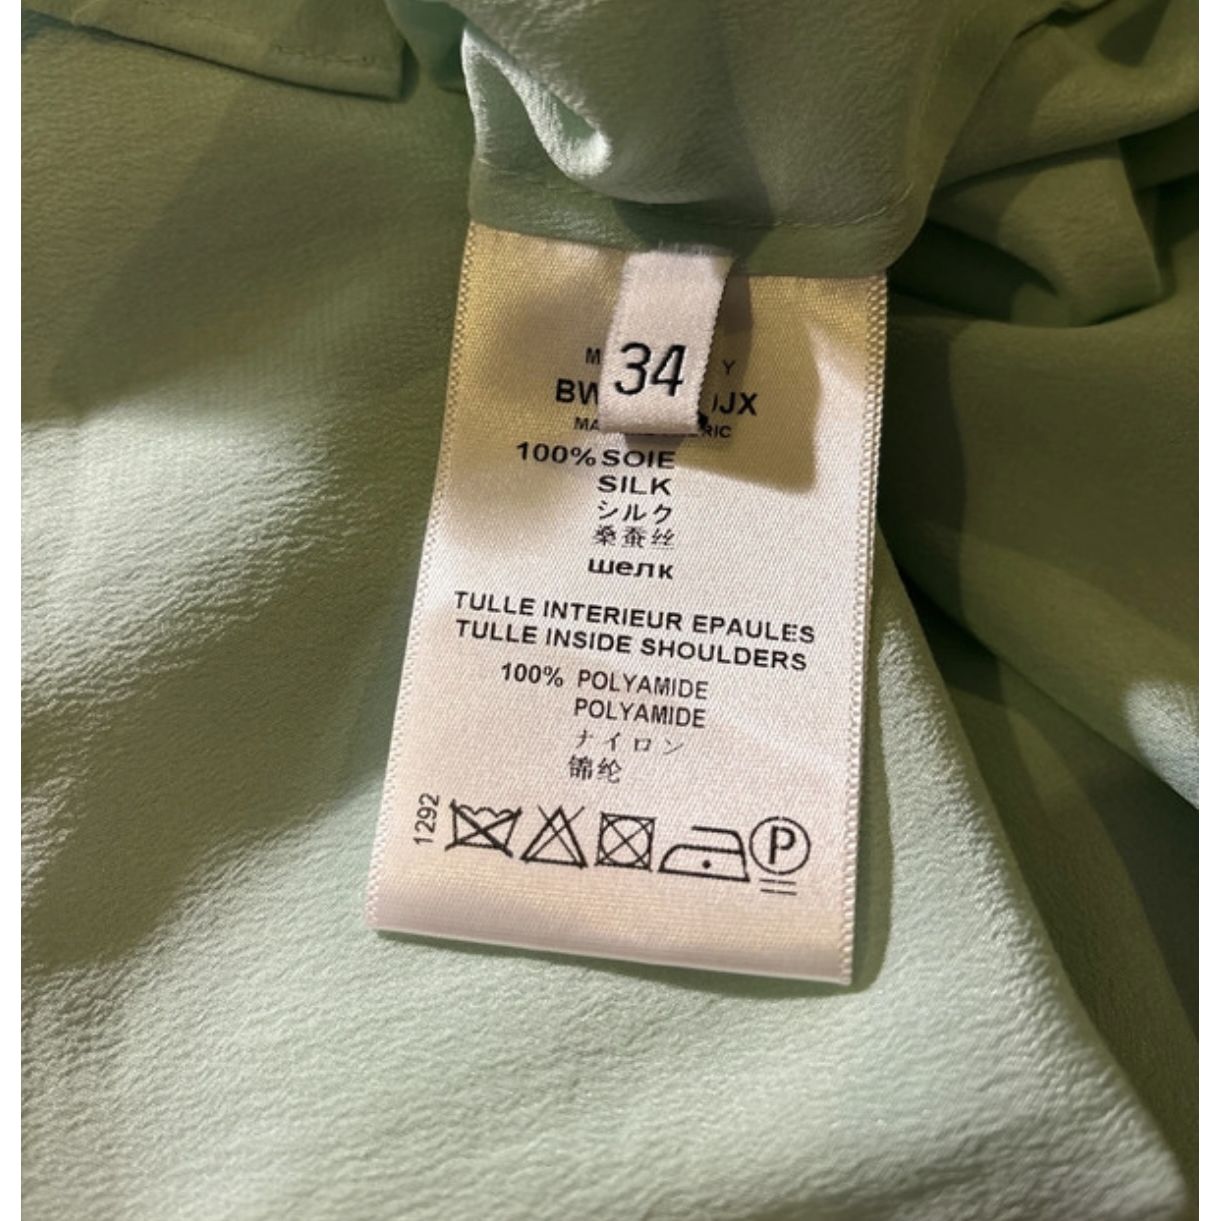 34
100% SOIE
SILK
シルク
桑蚕丝
шелк
TULLE INTERIEUR EPAULES
TULLE INSIDE SHOULDERS
100% POLYAMIDE
POLYAMIDE
ナイロン
锦纶
1292
P